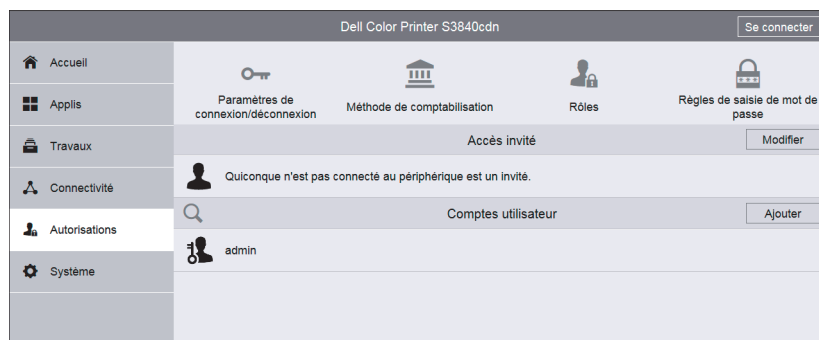 Dell Color Printer S3840cdn
Se connecter
Accueil
Applis
Travaux
Connectivité
Autorisations
Système
Paramètres de
connexion/déconnexion
Méthode de comptabilisation
Rôles
Règles de saisie de mot de
passe
Accès invité
Modifier
Quiconque n'est pas connecté au périphérique est un invité.
Comptes utilisateur
Ajouter
admin